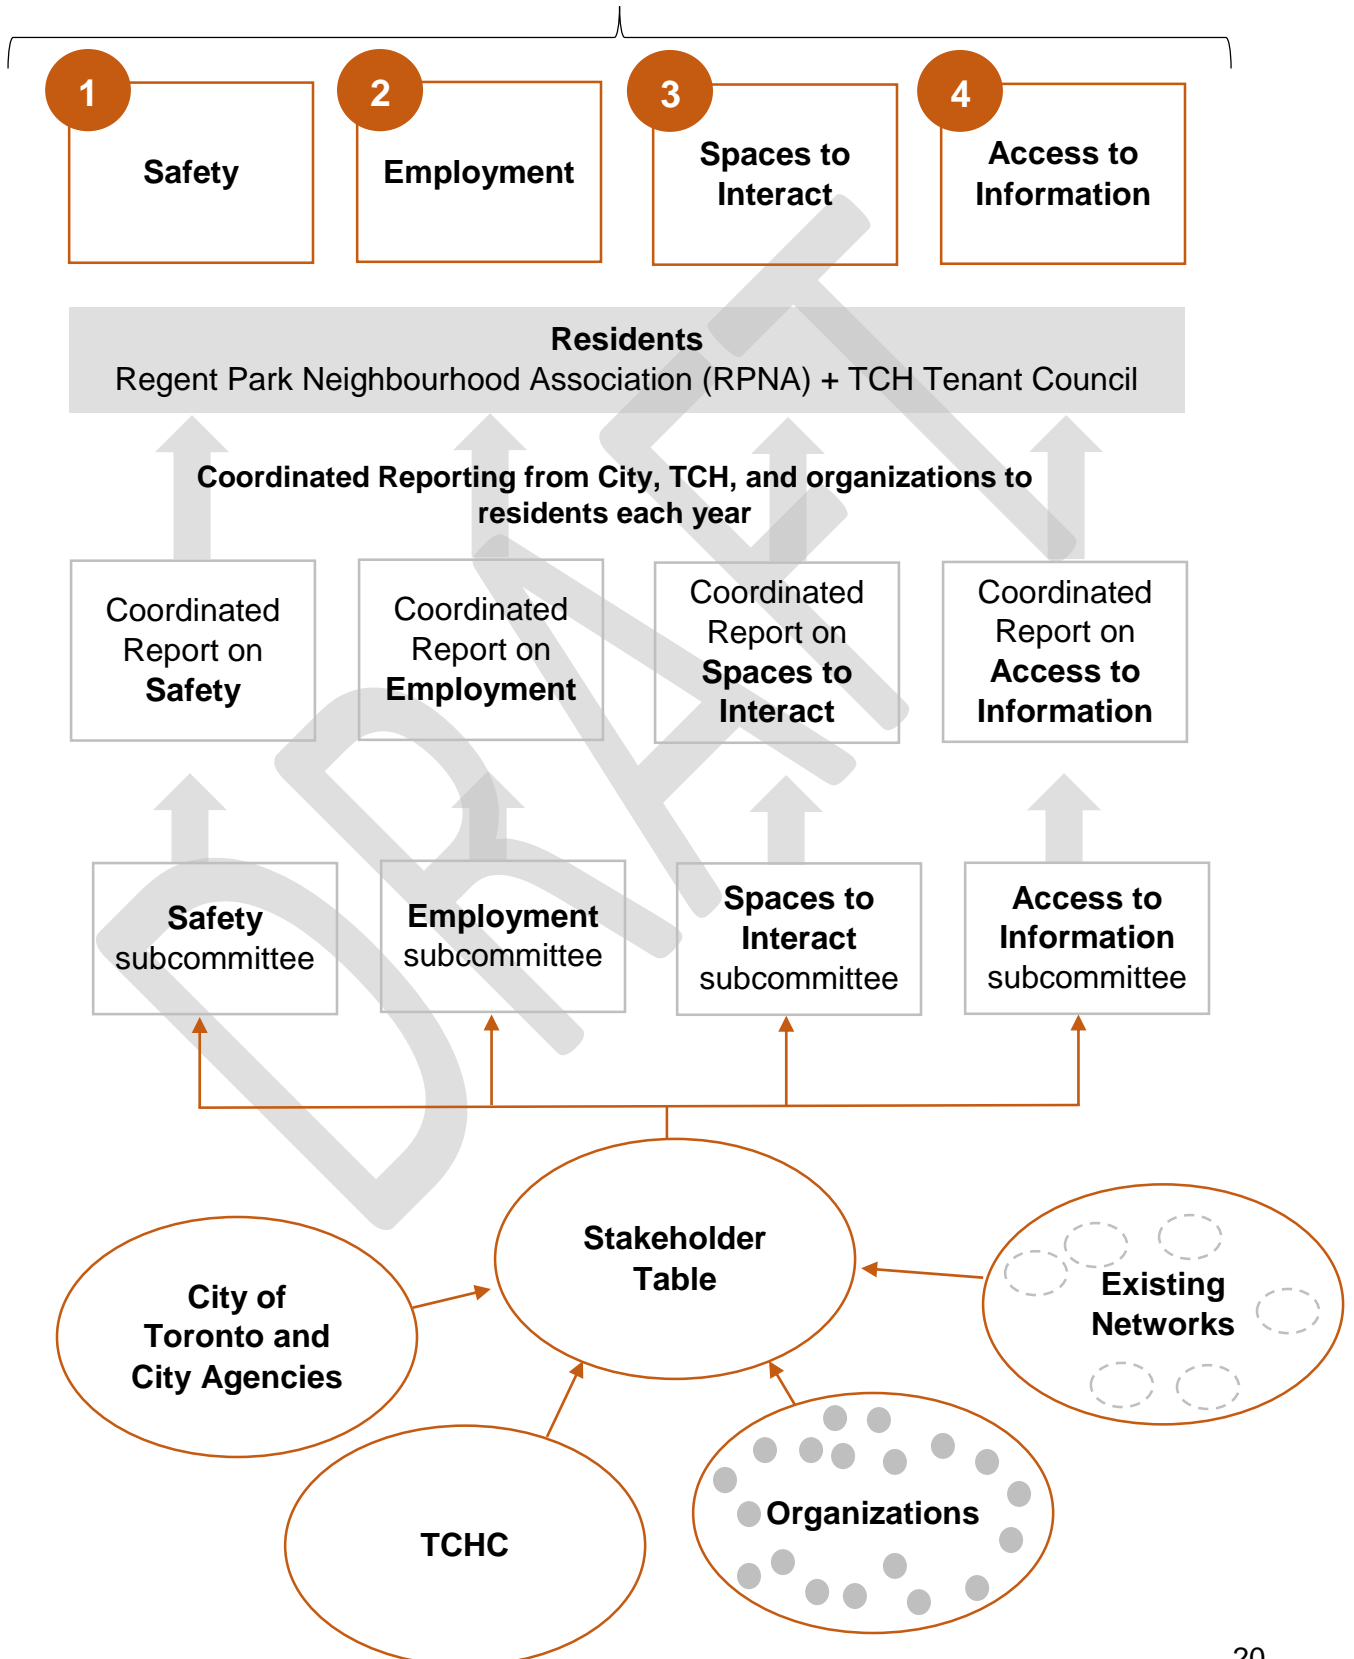 1
2
3
4
Safety
Employment
Spaces to
Interact
Access to
Information
Residents
Regent Park Neighbourhood Association (RPNA) + TCH Tenant Council
Coordinated Reporting from City, TCH, and organizations to
residents each year
Coordinated
Report on
Safety
Coordinated
Report on
Employment
Coordinated
Report on
Spaces to
Interact
Coordinated
Report on
Access to
Information
Safety
subcommittee
Employment
subcommittee
Spaces to
Interact
subcommittee
Access to
Information
subcommittee
Stakeholder
Table
City of
Toronto and
City Agencies
Existing
Networks
TCHC
Organizations
DRAFT
20